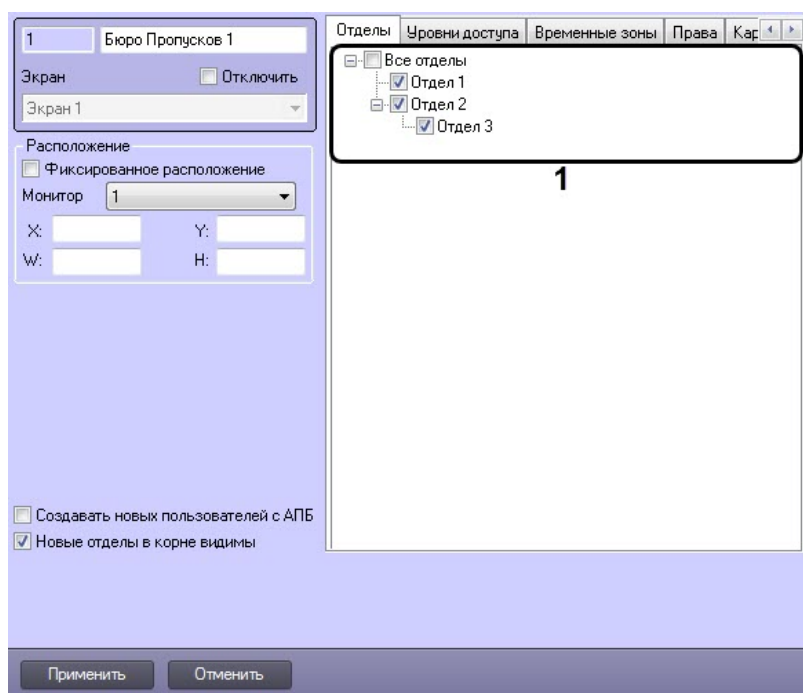 1 Бюро Пропусков 1
Экран Отключить
Экран 1
Расположение
Фиксированное расположение
Монитор 1
X: Y:
W: H:
Создавать новых пользователей с АПБ
Новые отделы в корне видимы
Отделы Уровни доступа Временные зоны Права Кар
Все отделы
Отдел 1
Отдел 2
Отдел 3
1
Применить Отменить